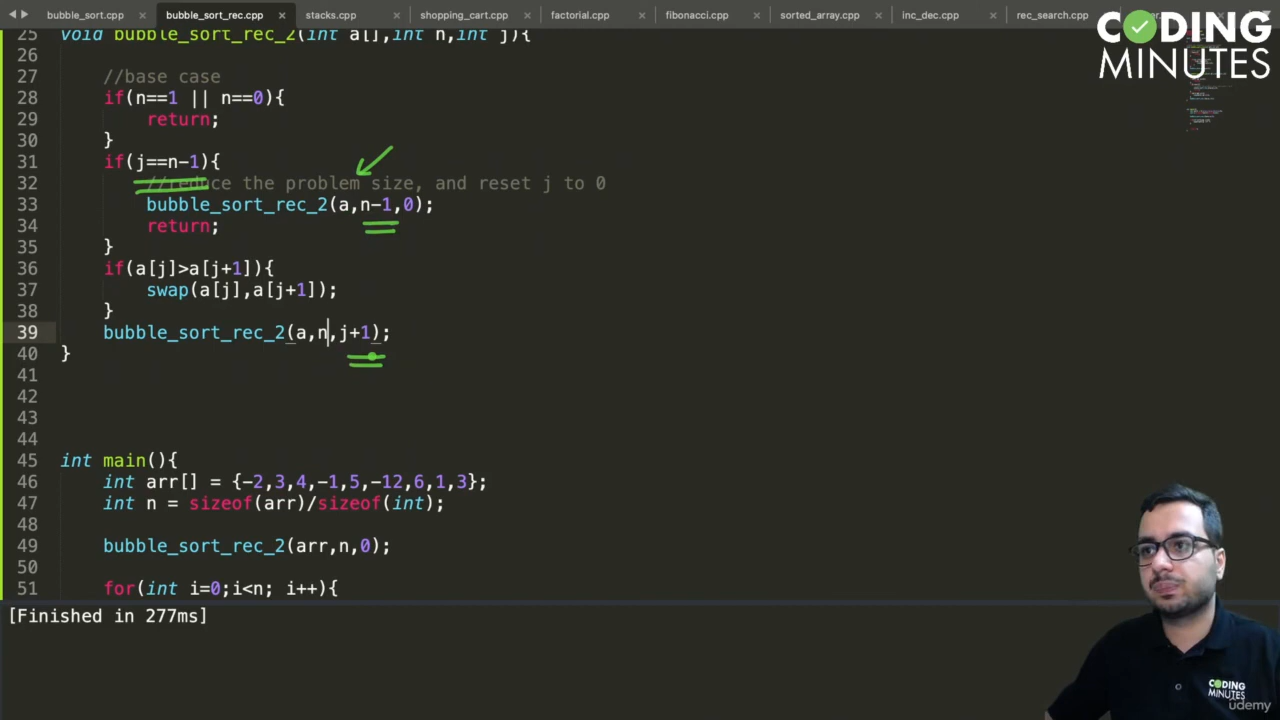 bubble_sort.cpp × bubble_sort_rec.cpp × stacks.cpp × shopping_cart.cpp × factorial.cpp × fibonacci.cpp × sorted_array.cpp × inc_dec.cpp × rec_search.cpp
CODING
MINUTES
25 void bubble_sort_rec_2(int a[],int n,int j){
26
27 //base case
28 if(n==1 || n==0){
29 return;
30 }
31 if(j==n-1){
32 //reduce the problem size, and reset j to 0
33 bubble_sort_rec_2(a,n-1,0);
34 return;
35 }
36 if(a[j]>a[j+1]){
37 swap(a[j],a[j+1]);
38 }
39 bubble_sort_rec_2(a,n,j+1);
40 }
41
42
43
44
45 int main(){
46 int arr[] = {-2,3,4,-1,5,-12,6,1,3};
47 int n = sizeof(arr)/sizeof(int);
48
49 bubble_sort_rec_2(arr,n,0);
50
51 for(int i=0;i<n; i++){
[Finished in 277ms]
CODING
MINUTES
udemy